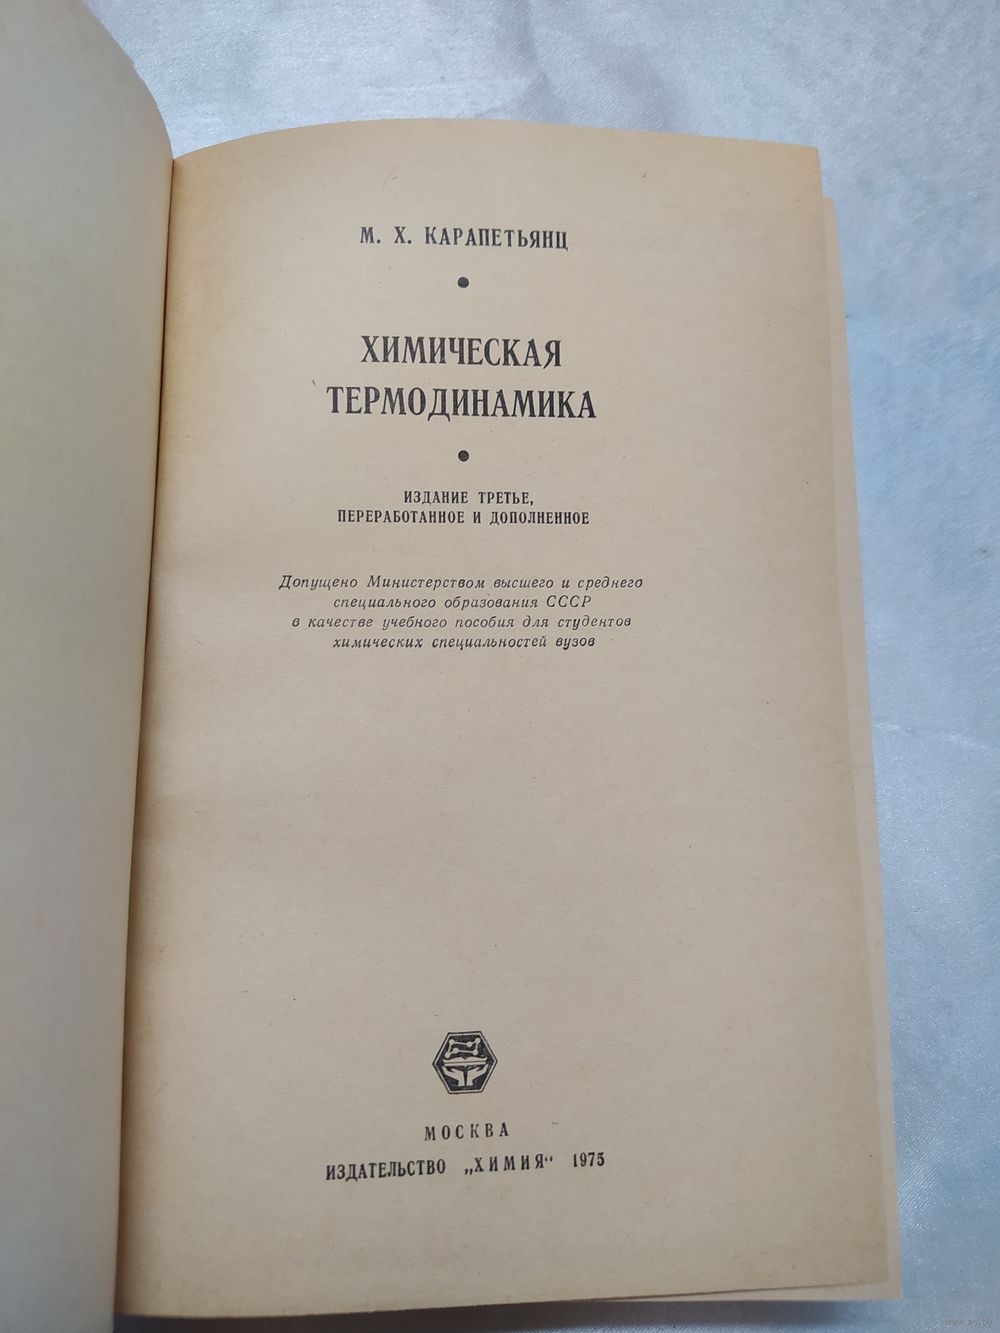 М. Х. КАРАПЕТЬЯНЦ
ХИМИЧЕСКАЯ
ТЕРМОДИНАМИКА
ИЗДАНИЕ ТРЕТЬЕ,
ПЕРЕРАБОТАННОЕ И ДОПОЛНЕННОЕ
Допущено Министерством высшего и среднего
специального образования СССР
в качестве учебного пособия для студентов
химических специальностей вузов
МОСКВА
ИЗДАТЕЛЬСТВО „ХИМИЯ“ 1975